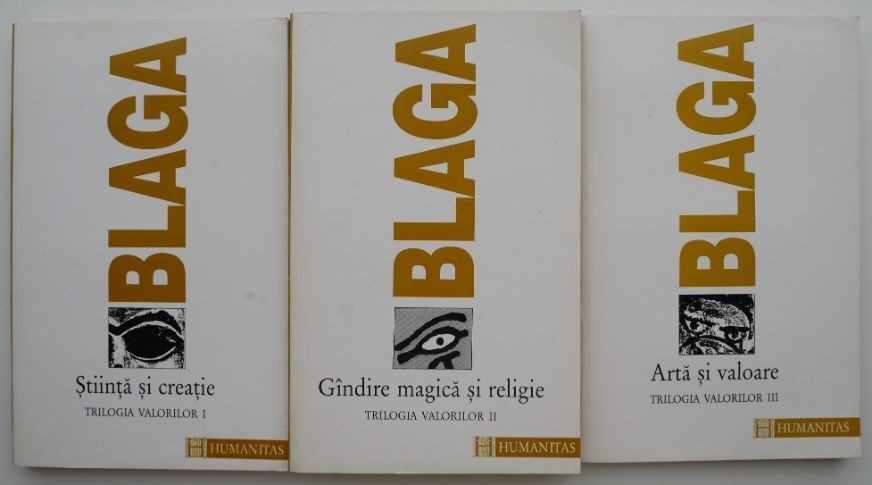 BLAGA
Știință și creație
TRILOGIA VALORILOR I
HUMANITAS
BLAGA
Gîndire magică și religie
TRILOGIA VALORILOR II
HUMANITAS
BLAGA
Artă și valoare
TRILOGIA VALORILOR III
HUMANITAS